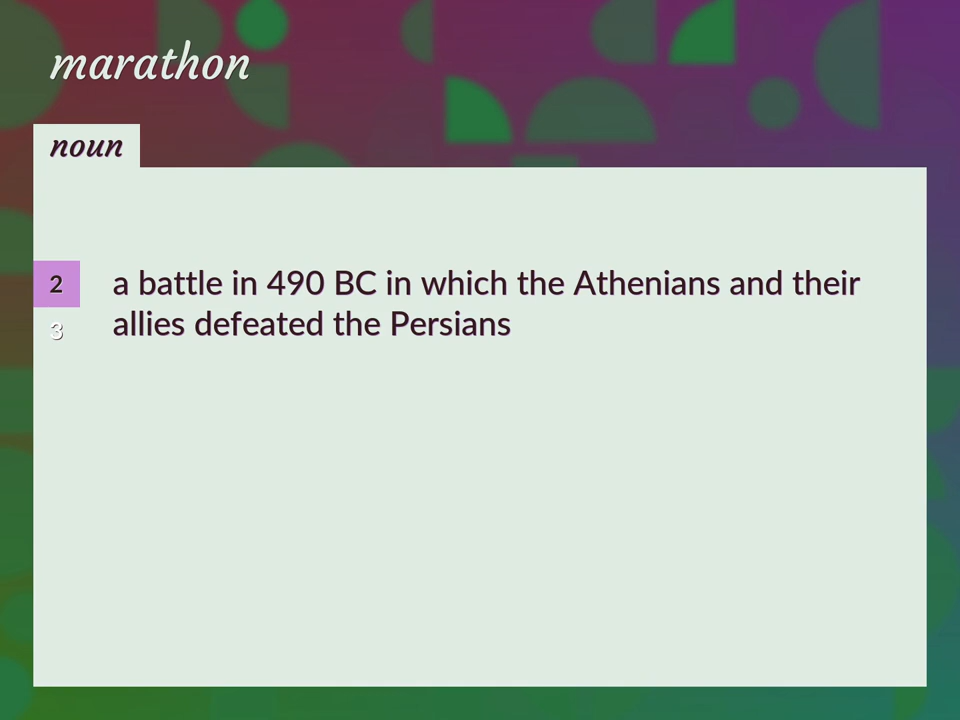 marathon
noun
2 a battle in 490 BC in which the Athenians and their
3 allies defeated the Persians